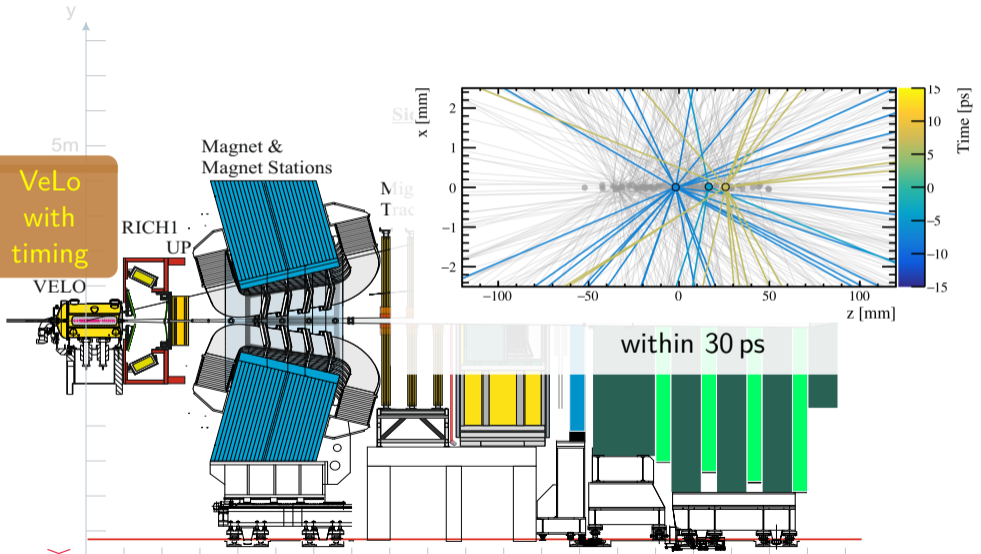 y
5m
VeLo
with
timing
VELO
RICH1
UP
Magnet &
Magnet Stations
x [mm]
2
1
0
−1
−2
−100
−50
0
50
100
z [mm]
15
10
5
0
−5
−10
−15
Time [ps]
within 30 ps